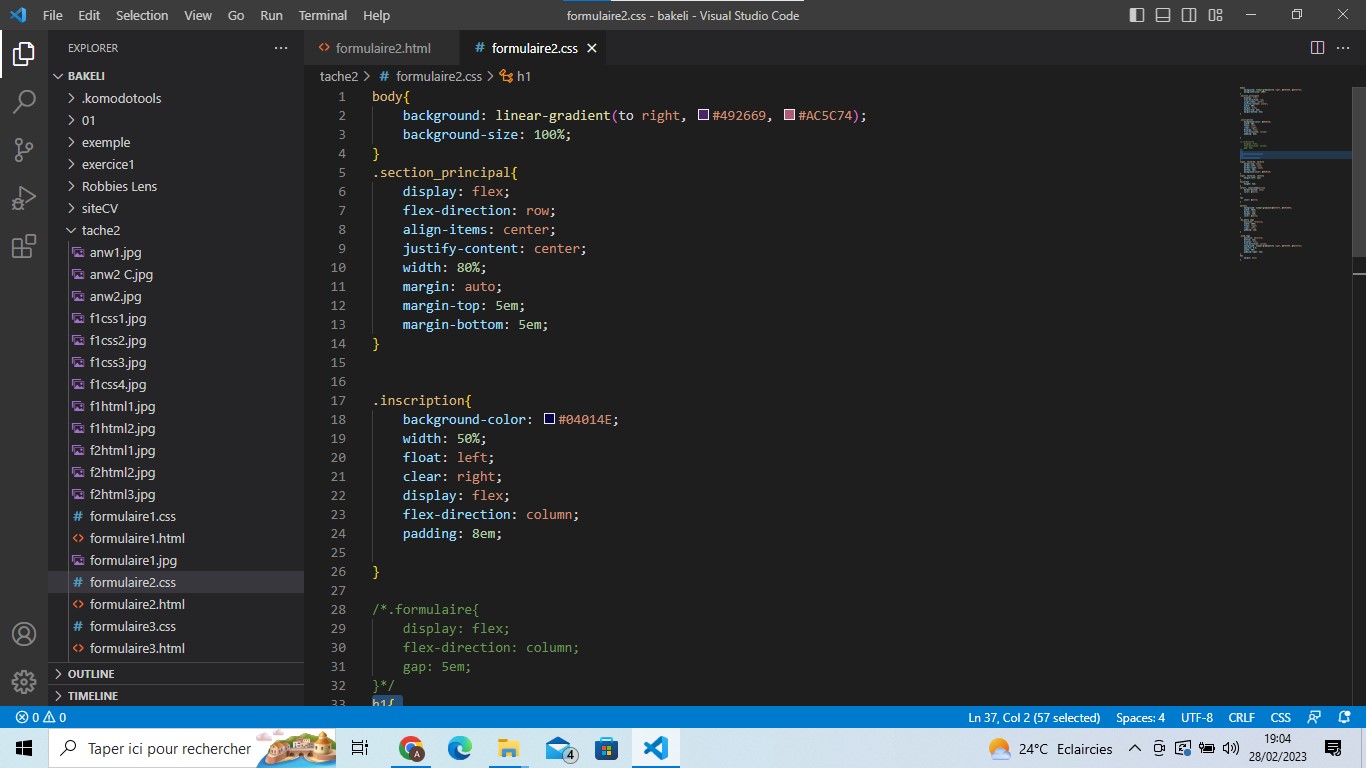 File Edit Selection View Go Run Terminal Help formulaire2.css - bakeli - Visual Studio Code
EXPLORER
BAKELI
.komodotools
01
exemple
exercice1
Robbies Lens
siteCV
tache2
anw1.jpg
anw2 C.jpg
anw2.jpg
f1css1.jpg
f1css2.jpg
f1css3.jpg
f1css4.jpg
f1html1.jpg
f1html2.jpg
f2html1.jpg
f2html2.jpg
f2html3.jpg
formulaire1.css
formulaire1.html
formulaire1.jpg
formulaire2.css
formulaire2.html
formulaire3.css
formulaire3.html
OUTLINE
TIMELINE
formulaire2.html formulaire2.css
tache2 > formulaire2.css > h1
1 body{
2 background: linear-gradient(to right, #492669, #AC5C74);
3 background-size: 100%;
4 }
5 .section_principal{
6 display: flex;
7 flex-direction: row;
8 align-items: center;
9 justify-content: center;
10 width: 80%;
11 margin: auto;
12 margin-top: 5em;
13 margin-bottom: 5em;
14 }
15
16
17 .inscription{
18 background-color: #04014E;
19 width: 50%;
20 float: left;
21 clear: right;
22 display: flex;
23 flex-direction: column;
24 padding: 8em;
25
26 }
27
28 /*.formulaire{
29 display: flex;
30 flex-direction: column;
31 gap: 5em;
32 }*/
33 h1{
0 0 Ln 37, Col 2 (57 selected) Spaces: 4 UTF-8 CRLF CSS
Taper ici pour rechercher A 4 24°C Eclaircies 19:04
28/02/2023